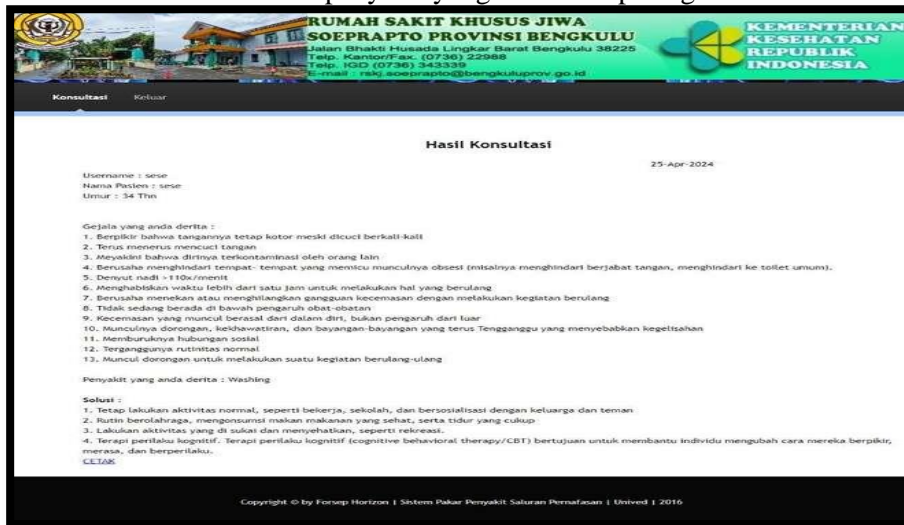 RUMAH SAKIT KHUSUS JIWA
SOEPRAPTO PROVINSI BENGKULU
Jalan Bhakti Husada Lingkar Barat Bengkulu 38225
Telp. Kantor/Fax. (0736) 22988
Telp. IGD (0736) 343339
E-mail : rskj.soeprapto@bengkuluprov.go.id
KEMENTERIAN
KESEHATAN
REPUBLIK
INDONESIA
Konsultasi Keluar
Hasil Konsultasi
25-Apr-2024
Username : sese
Nama Pasien : sese
Umur : 34 Thn
Gejala yang anda derita :
1. Berpikir bahwa tangannya tetap kotor meski dicuci berkali-kali
2. Terus menerus mencuci tangan
3. Meyakini bahwa dirinya terkontaminasi oleh orang lain
4. Berusaha menghindari tempat- tempat yang memicu munculnya obsesi (misalnya menghindari berjabat tangan, menghindari ke toilet umum).
5. Denyut nadi >110x/menit
6. Menghabiskan waktu lebih dari satu jam untuk melakukan hal yang berulang
7. Berusaha menekan atau menghilangkan gangguan kecemasan dengan melakukan kegiatan berulang
8. Tidak sedang berada di bawah pengaruh obat-obatan
9. Kecemasan yang muncul berasal dari dalam diri, bukan pengaruh dari luar
10. Munculnya dorongan, kekhawatiran, dan bayangan-bayangan yang terus Tengganggu yang menyebabkan kegelisahan
11. Memburuknya hubungan sosial
12. Terganggunya rutinitas normal
13. Muncul dorongan untuk melakukan suatu kegiatan berulang-ulang
Penyakit yang anda derita : Washing
Solusi :
1. Tetap lakukan aktivitas normal, seperti bekerja, sekolah, dan bersosialisasi dengan keluarga dan teman
2. Rutin berolahraga, mengonsumsi makan makanan yang sehat, serta tidur yang cukup
3. Lakukan aktivitas yang di sukai dan menyehatkan, seperti rekreasi.
4. Terapi perilaku kognitif. Terapi perilaku kognitif (cognitive behavioral therapy/CBT) bertujuan untuk membantu individu mengubah cara mereka berpikir,
merasa, dan berperilaku.
CETAK
Copyright © by Forsep Horizon | Sistem Pakar Penyakit Saluran Pernafasan | Unived | 2016